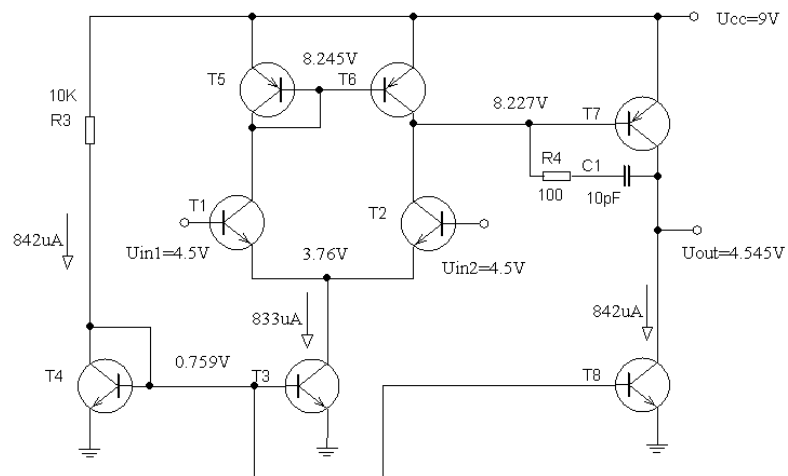 Ucc=9V
8.245V
T5
T6
10K
R3
8.227V
T7
R4
C1
100
10pF
T1
T2
842uA
Uin1=4.5V
3.76V
Uin2=4.5V
Uout=4.545V
833uA
842uA
T4
0.759V
T3
T8